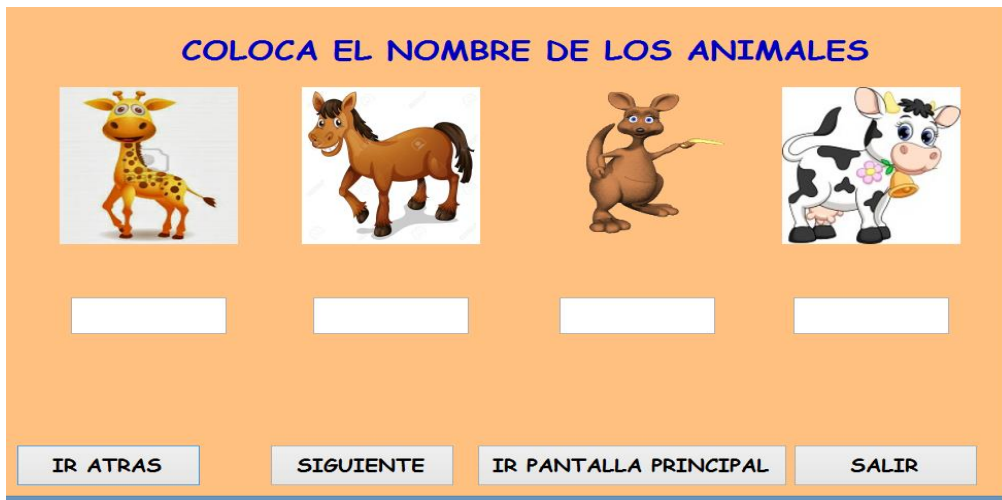 COLOCA EL NOMBRE DE LOS ANIMALES
IR ATRAS
SIGUIENTE
IR PANTALLA PRINCIPAL
SALIR